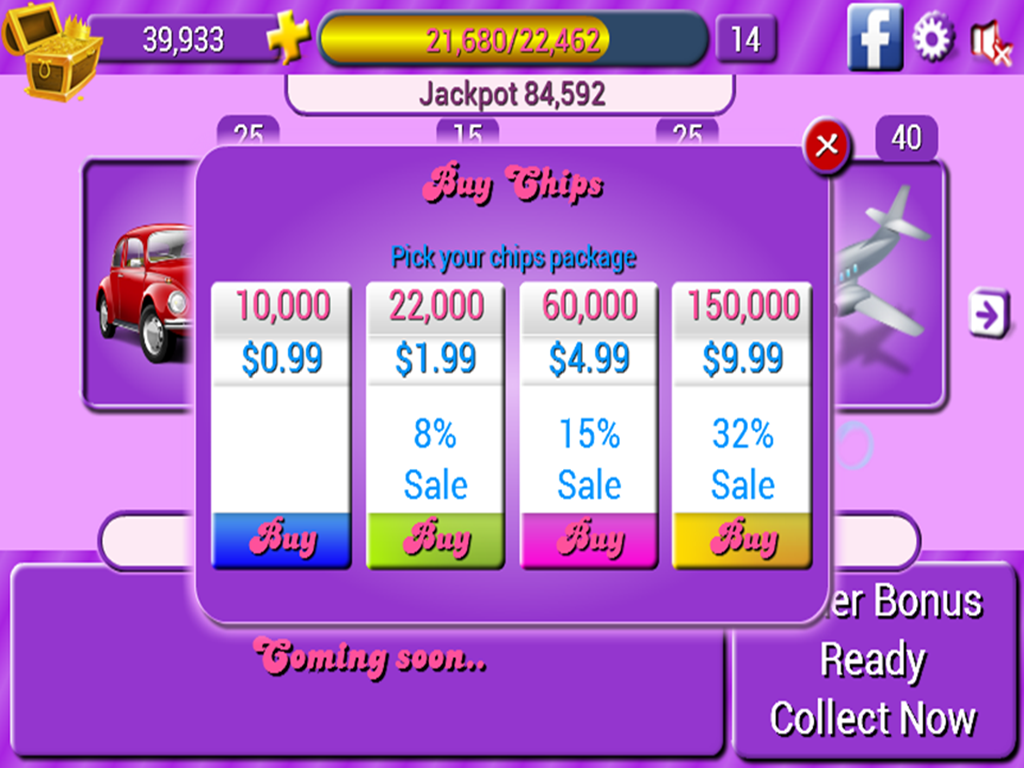 39,933
21,680/22,462
14
f
Jackpot 84,592
25
15
25
40
Buy Chips
Pick your chips package
10,000 22,000 60,000 150,000
$0.99 $1.99 $4.99 $9.99
8% 15% 32%
Sale Sale Sale
Buy Buy Buy Buy
er Bonus
Ready
Collect Now
Coming soon..